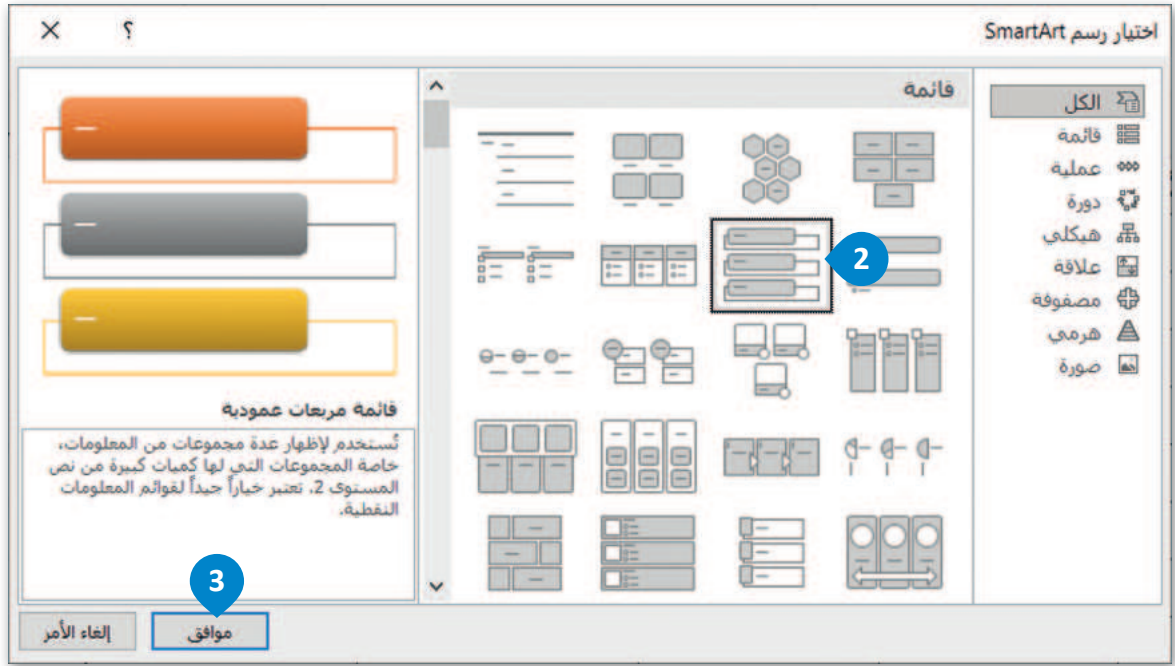 اختيار رسم SmartArt
؟
×
الكل
قائمة
عملية
دورة
هيكلي
علاقة
مصفوفة
هرمي
صورة
قائمة
2
قائمة مربعات عمودية
تُستخدم لإظهار عدة مجموعات من المعلومات،
خاصة المجموعات التي لها كميات كبيرة من نص
المستوى 2. تعتبر خياراً جيداً لقوائم المعلومات
النقطية.
3
موافق
إلغاء الأمر